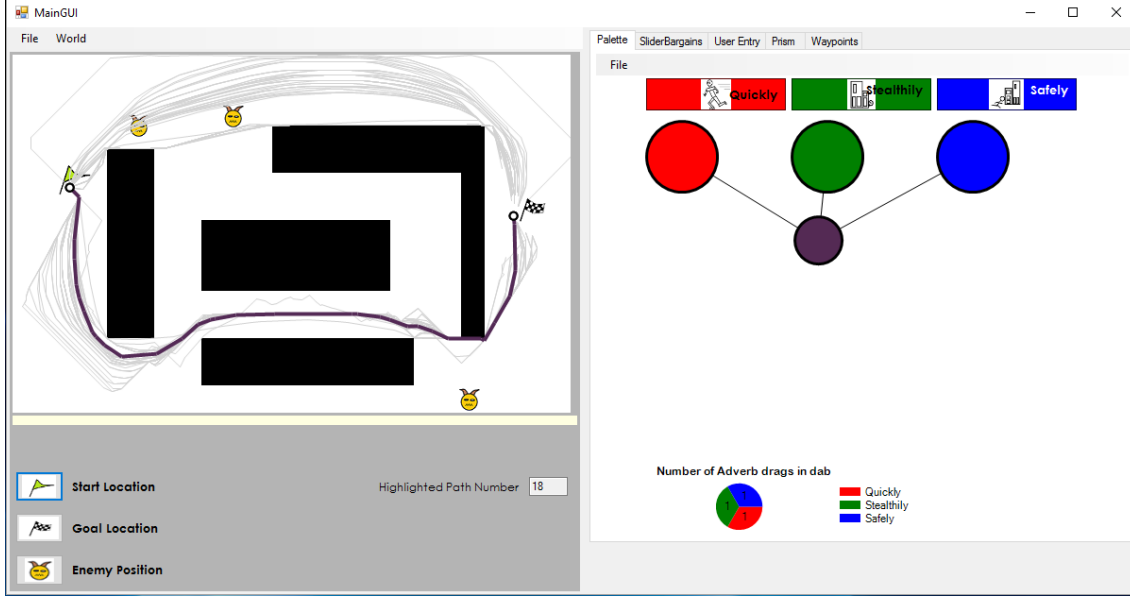 MainGUI
File World
Palette SliderBargains User Entry Prism Waypoints
File
Quickly Stealthily Safely
Number of Adverb drags in dab
1 1 1
Quickly
Stealthily
Safely
Start Location
Highlighted Path Number 18
Goal Location
Enemy Position